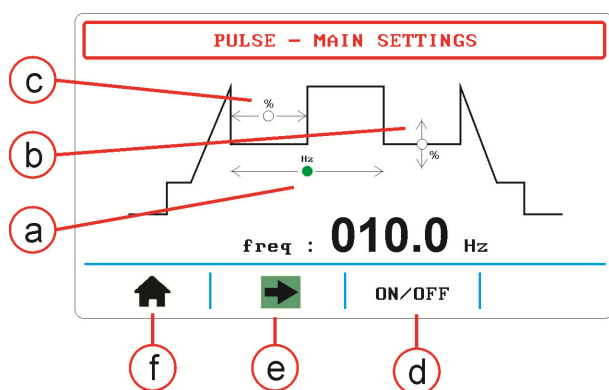 PULSE - MAIN SETTINGS
c
%
b
%
Hz
a
freq : 010.0 Hz
ON/OFF
f
e
d